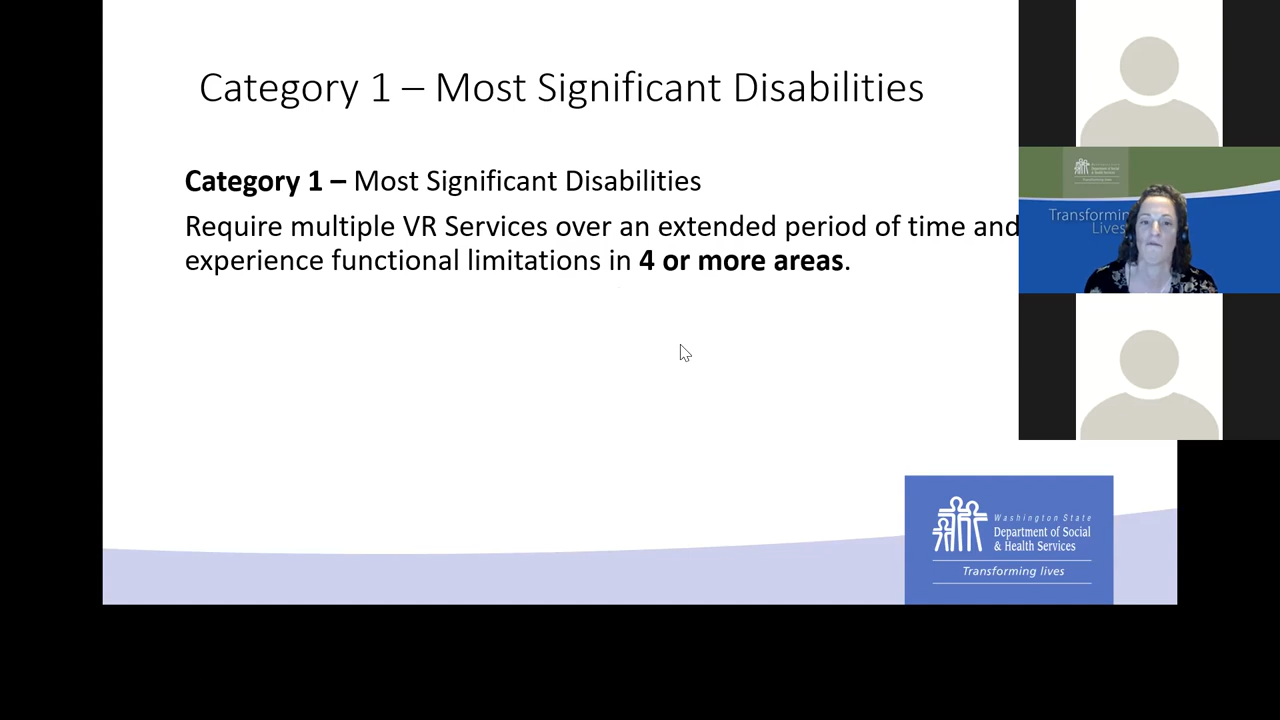 Category 1 – Most Significant Disabilities
Category 1 – Most Significant Disabilities
Require multiple VR Services over an extended period of time and
experience functional limitations in 4 or more areas.
Transforming
Lives
Washington State
Department of Social
& Health Services
Transforming lives